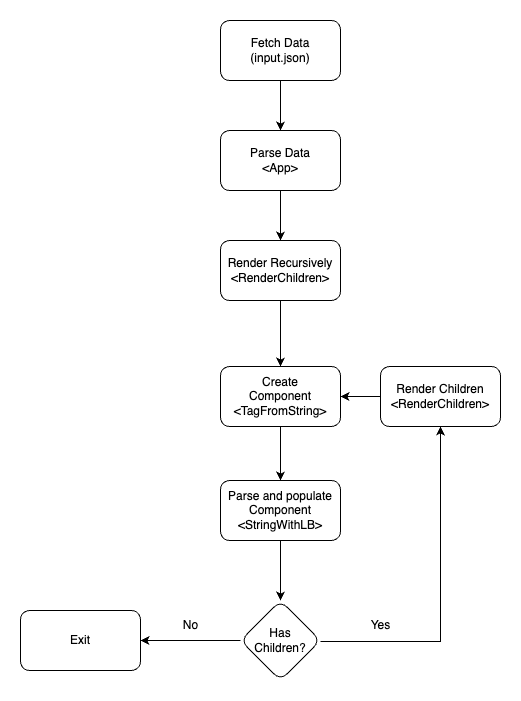 Fetch Data
(input.json)
Parse Data
<App>
Render Recursively
<RenderChildren>
Create
Component
<TagFromString>
Render Children
<RenderChildren>
Parse and populate
Component
<StringWithLB>
Has
Children?
No
Yes
Exit